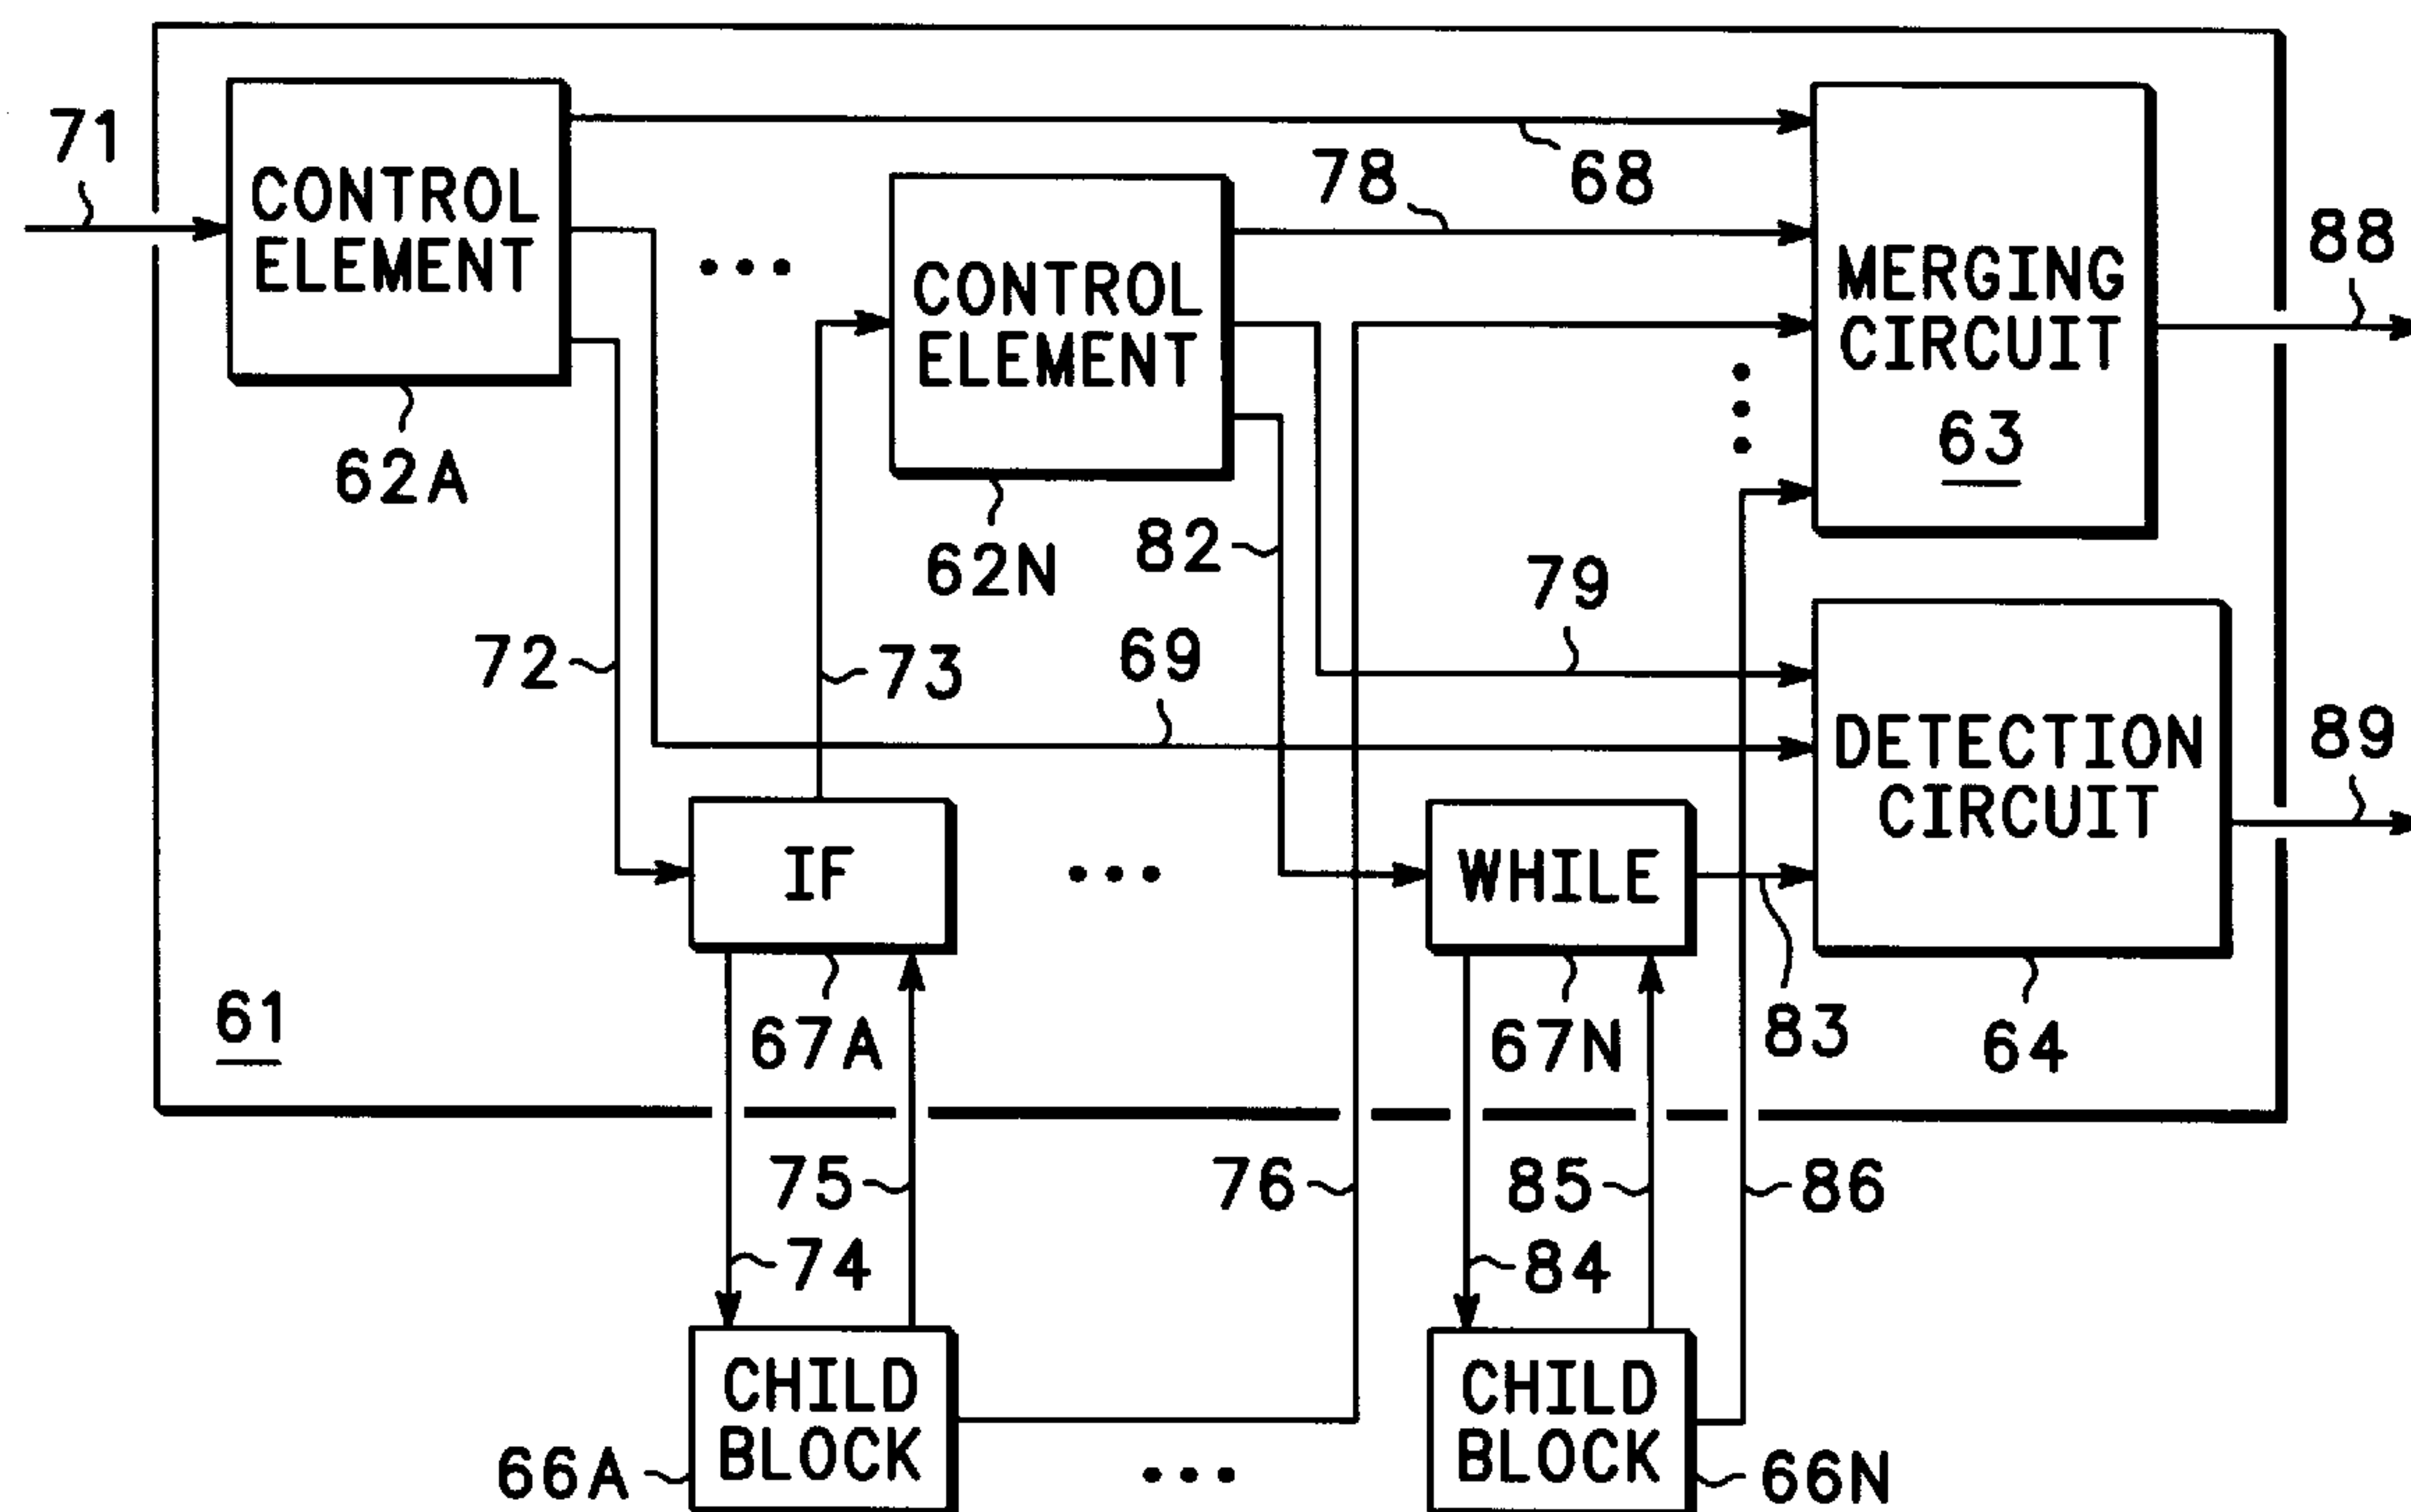 71
CONTROL
ELEMENT
62A
68
78
CONTROL
ELEMENT
62N
MERGING
CIRCUIT
63
88
82
79
72
73
69
DETECTION
CIRCUIT
64
89
IF
67A
WHILE
67N
83
61
75
76
85
86
74
84
CHILD
BLOCK
66A
CHILD
BLOCK
66N